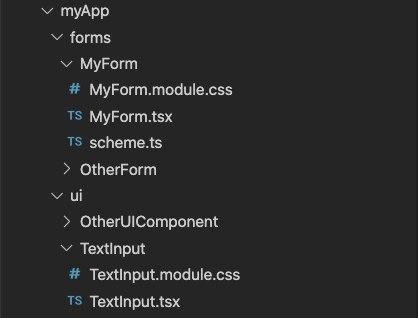 myApp
forms
MyForm
# MyForm.module.css
TS MyForm.tsx
TS scheme.ts
OtherForm
ui
OtherUIComponent
TextInput
# TextInput.module.css
TS TextInput.tsx